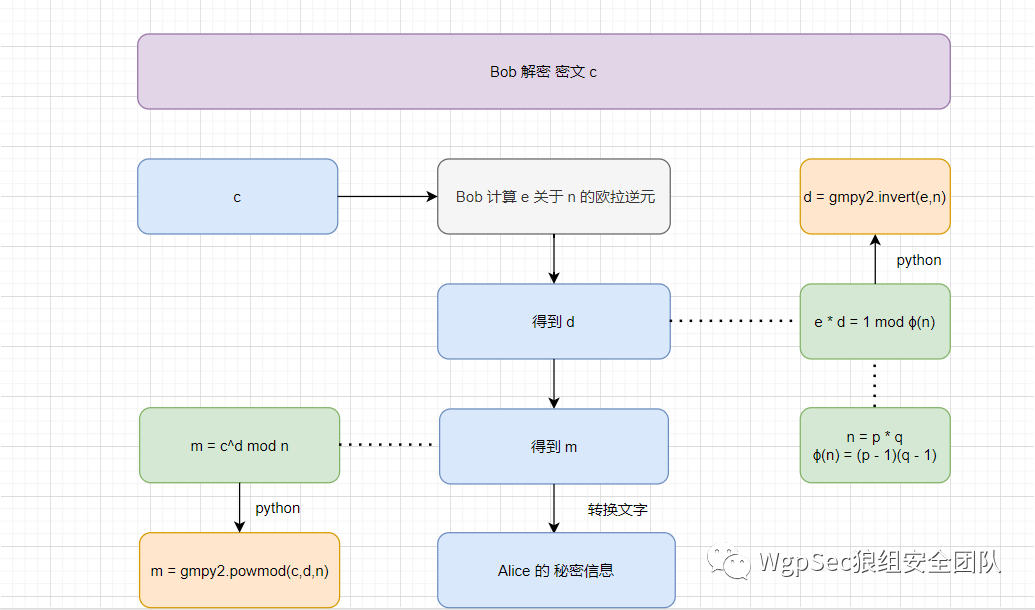 Bob 解密 密文 c
c
Bob 计算 e 关于 n 的欧拉逆元
d = gmpy2.invert(e,n)
python
得到 d
e * d = 1 mod ϕ(n)
m = c^d mod n
得到 m
n = p * q
ϕ(n) = (p - 1)(q - 1)
python
转换文字
m = gmpy2.powmod(c,d,n)
Alice 的 秘密信息
WgpSec狼组安全团队